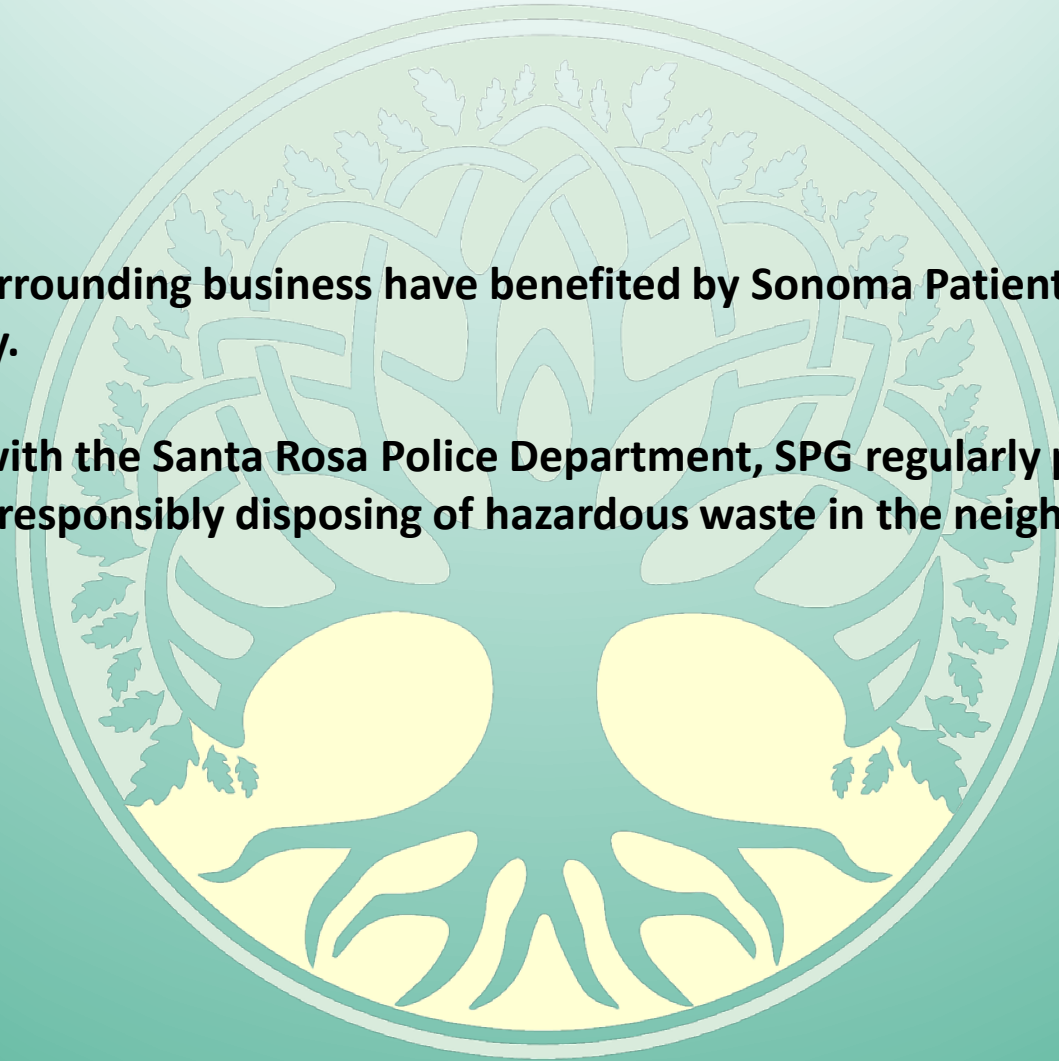 rrounding business have benefited by Sonoma Patient
y.
with the Santa Rosa Police Department, SPG regularly p
responsibly disposing of hazardous waste in the neigh